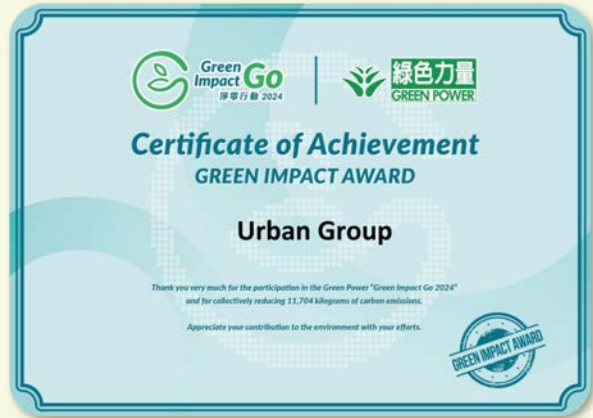 Green
Impact Go
淨零行動 2024
綠色力量
GREEN POWER
Certificate of Achievement
GREEN IMPACT AWARD
Urban Group
Thank you very much for the participation in the Green Power "Green Impact Go 2024"
and for collectively reducing 11,704 kilograms of carbon emissions.
Appreciate your contribution to the environment with your efforts.
GREEN IMPACT AWARD